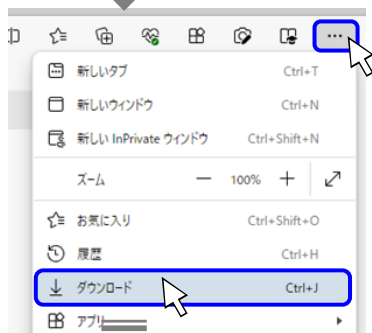 新しいタブ Ctrl+T
新しいウィンドウ Ctrl+N
新しい InPrivate ウィンドウ Ctrl+Shift+N
ズーム — 100% +
お気に入り Ctrl+Shift+O
履歴 Ctrl+H
ダウンロード Ctrl+J
アプリ